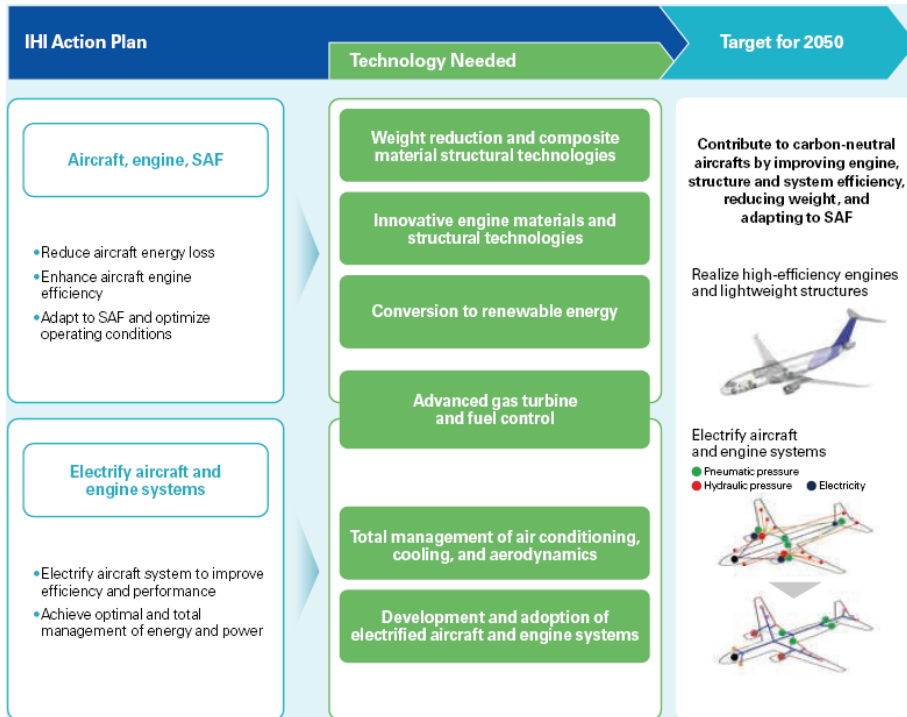 IHI Action Plan
Technology Needed
Target for 2050
Aircraft, engine, SAF
•Reduce aircraft energy loss
•Enhance aircraft engine
efficiency
•Adapt to SAF and optimize
operating conditions
Electrify aircraft and
engine systems
•Electrify aircraft system to improve
efficiency and performance
•Achieve optimal and total
management of energy and power
Weight reduction and composite
material structural technologies
Innovative engine materials and
structural technologies
Conversion to renewable energy
Advanced gas turbine
and fuel control
Total management of air conditioning,
cooling, and aerodynamics
Development and adoption of
electrified aircraft and engine systems
Contribute to carbon-neutral
aircrafts by improving engine,
structure and system efficiency,
reducing weight, and
adapting to SAF
Realize high-efficiency engines
and lightweight structures
Electrify aircraft
and engine systems
Pneumatic pressure
Hydraulic pressure Electricity